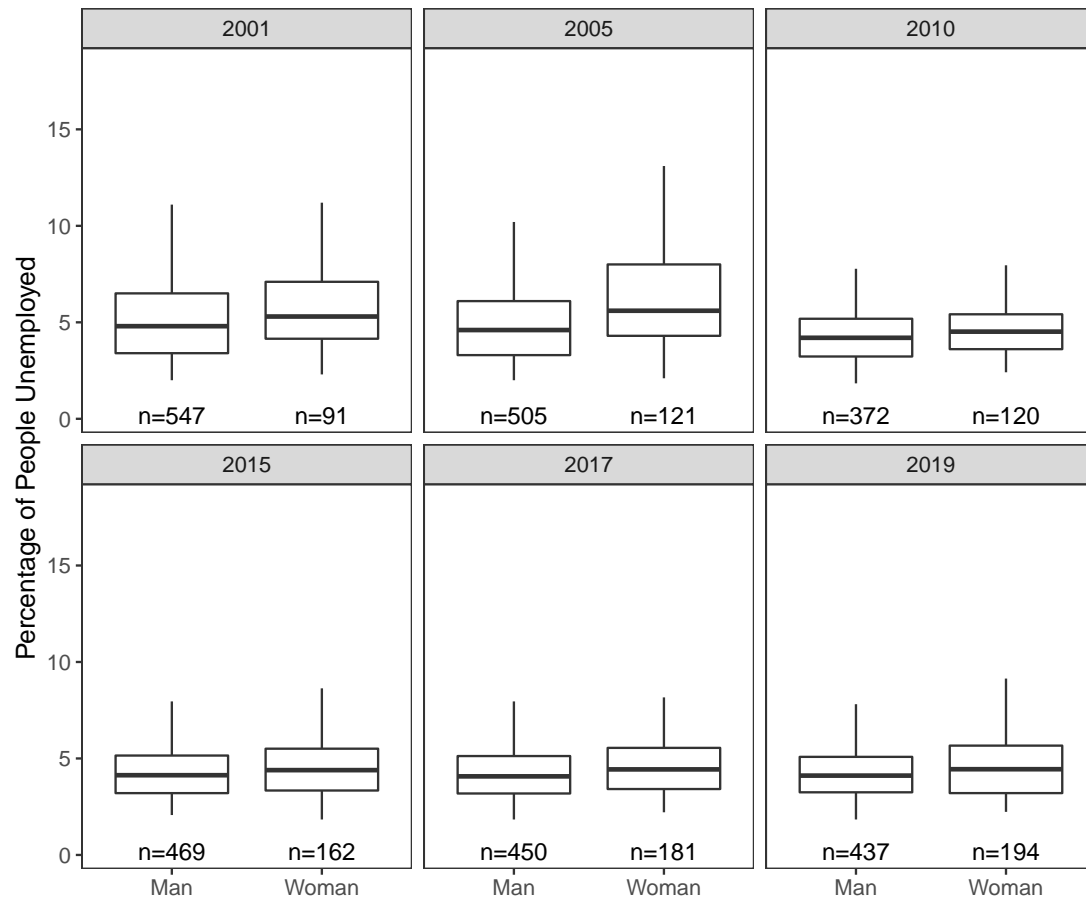 2001
2005
2010
15
10
5
0
n=547
n=91
n=505
n=121
n=372
n=120
Percentage of People Unemployed
2015
2017
2019
15
10
5
0
n=469
n=162
n=450
n=181
n=437
n=194
Man
Woman
Man
Woman
Man
Woman